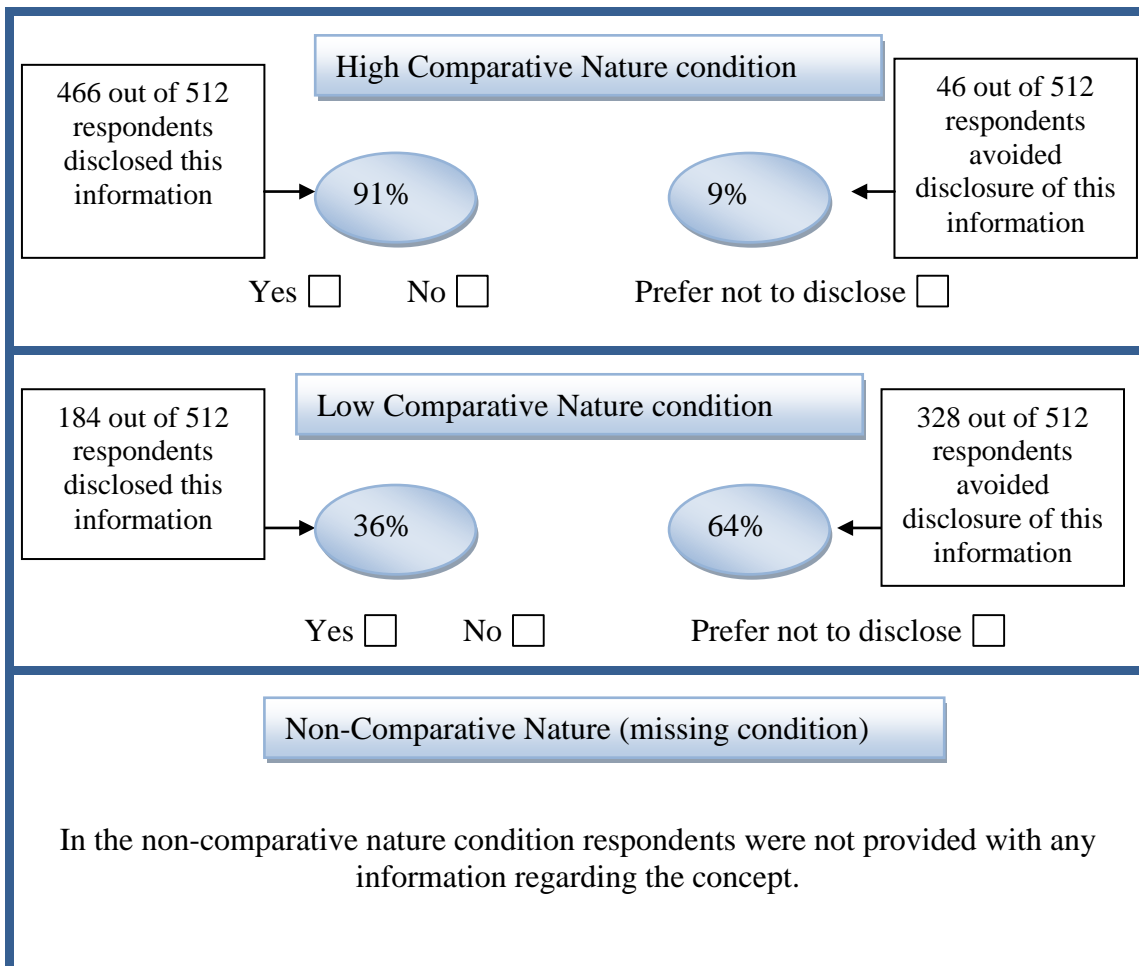 High Comparative Nature condition
466 out of 512
respondents
disclosed this
information
46 out of 512
respondents
avoided
disclosure of this
information
91%
9%
Yes No Prefer not to disclose
Low Comparative Nature condition
184 out of 512
respondents
disclosed this
information
328 out of 512
respondents
avoided
disclosure of this
information
36%
64%
Yes No Prefer not to disclose
Non-Comparative Nature (missing condition)
In the non-comparative nature condition respondents were not provided with any
information regarding the concept.